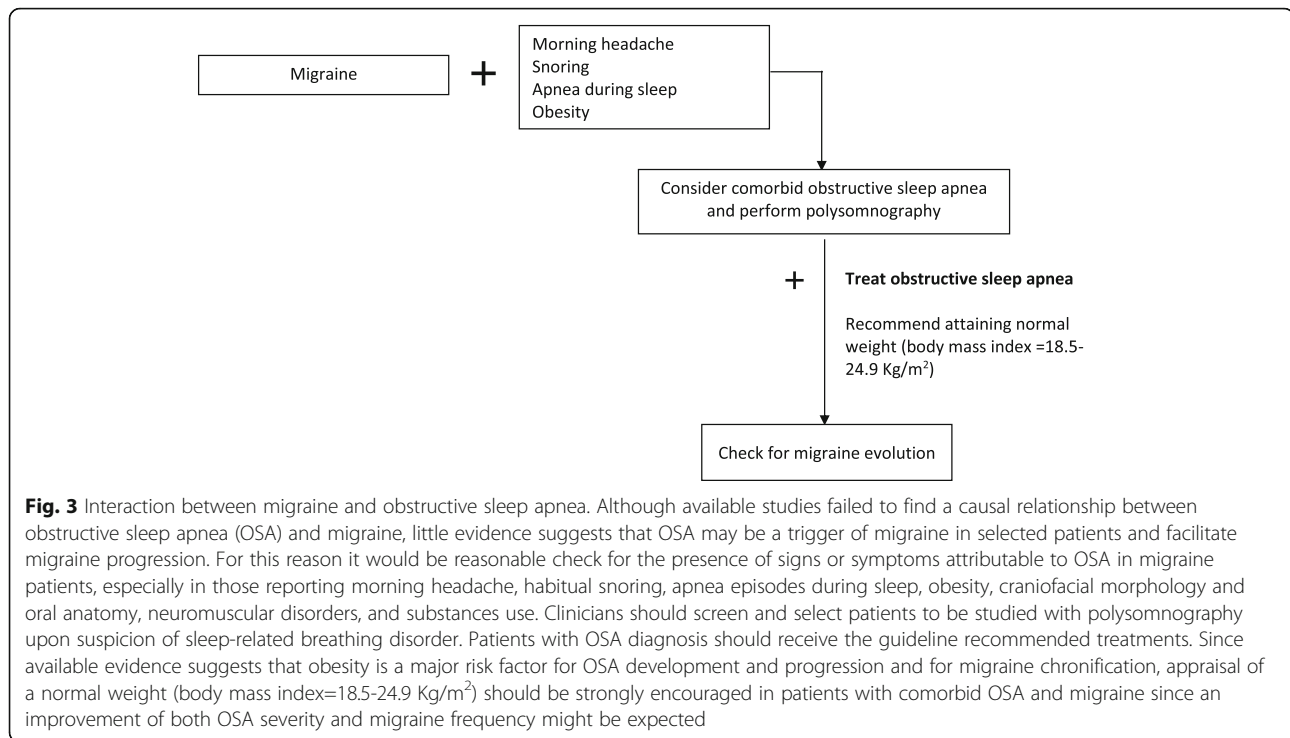 Migraine
+
Morning headache
Snoring
Apnea during sleep
Obesity
Consider comorbid obstructive sleep apnea
and perform polysomnography
+
Treat obstructive sleep apnea
Recommend attaining normal
weight (body mass index =18.5-
24.9 Kg/m²)
Check for migraine evolution
Fig. 3 Interaction between migraine and obstructive sleep apnea. Although available studies failed to find a causal relationship between
obstructive sleep apnea (OSA) and migraine, little evidence suggests that OSA may be a trigger of migraine in selected patients and facilitate
migraine progression. For this reason it would be reasonable check for the presence of signs or symptoms attributable to OSA in migraine
patients, especially in those reporting morning headache, habitual snoring, apnea episodes during sleep, obesity, craniofacial morphology and
oral anatomy, neuromuscular disorders, and substances use. Clinicians should screen and select patients to be studied with polysomnography
upon suspicion of sleep-related breathing disorder. Patients with OSA diagnosis should receive the guideline recommended treatments. Since
available evidence suggests that obesity is a major risk factor for OSA development and progression and for migraine chronification, appraisal of
a normal weight (body mass index=18.5-24.9 Kg/m²) should be strongly encouraged in patients with comorbid OSA and migraine since an
improvement of both OSA severity and migraine frequency might be expected